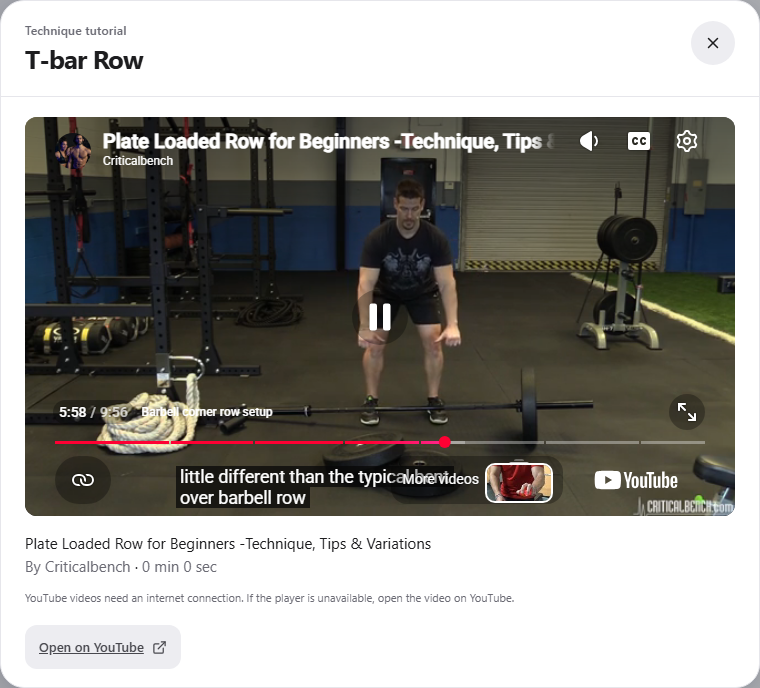 Technique tutorial
T-bar Row
Plate Loaded Row for Beginners -Technique, Tips &
Criticalbench
CC
5:58 / 9:56 Barbell corner row setup
little different than the typical bent
over barbell row
More videos
YouTube
CRITICALBENCH.com
Plate Loaded Row for Beginners -Technique, Tips & Variations
By Criticalbench · 0 min 0 sec
YouTube videos need an internet connection. If the player is unavailable, open the video on YouTube.
Open on YouTube